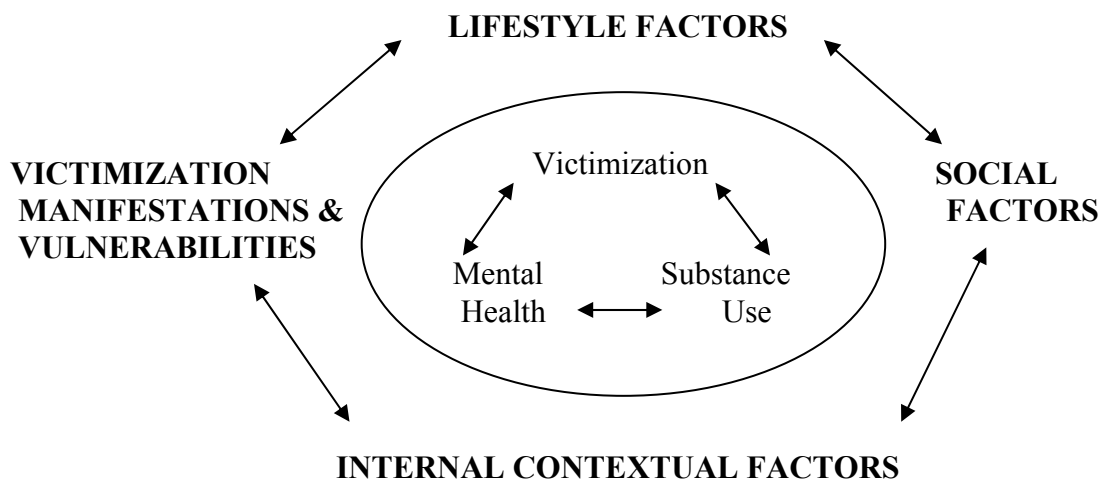 LIFESTYLE FACTORS
VICTIMIZATION
MANIFESTATIONS &
VULNERABILITIES
Victimization
Mental
Health
Substance
Use
SOCIAL
FACTORS
INTERNAL CONTEXTUAL FACTORS